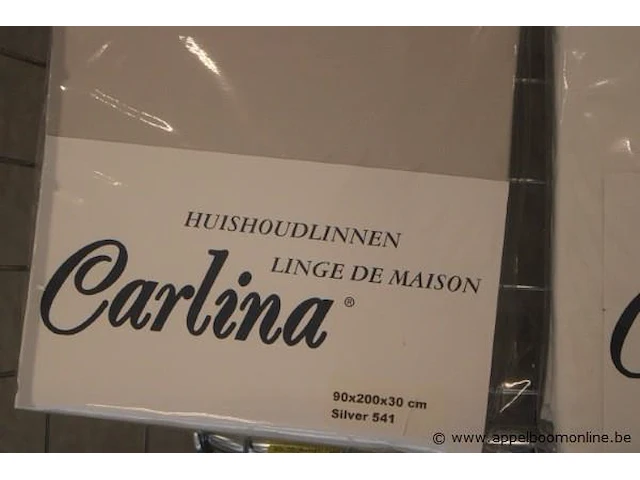 HUISHOUDLINNEN
LINGE DE MAISON
Carlina®
90x200x30 cm
Silver 541
© www.appelboomonline.be